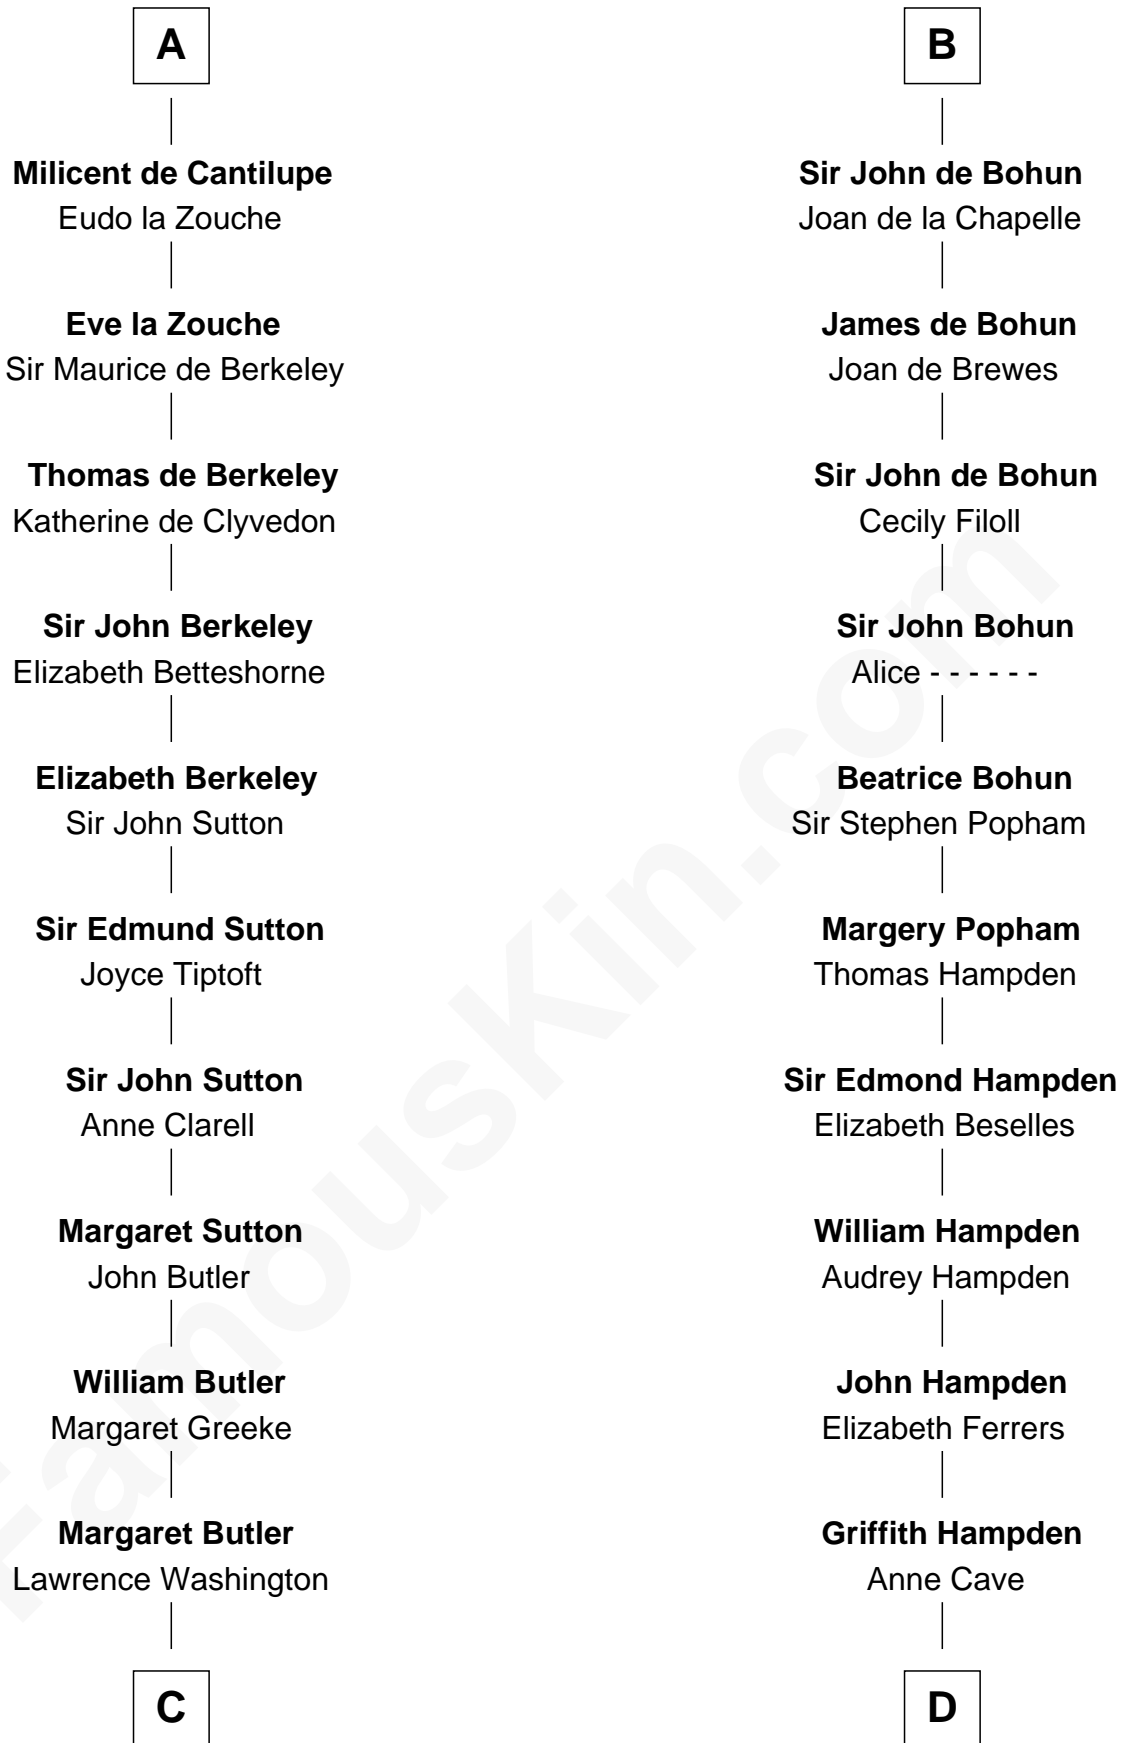 A
Milicent de Cantilupe
Eudo la Zouche
Eve la Zouche
Sir Maurice de Berkeley
Thomas de Berkeley
Katherine de Clyvedon
Sir John Berkeley
Elizabeth Betteshorne
Elizabeth Berkeley
Sir John Sutton
Sir Edmund Sutton
Joyce Tiptoft
Sir John Sutton
Anne Clarell
Margaret Sutton
John Butler
William Butler
Margaret Greeke
Margaret Butler
Lawrence Washington
C
B
Sir John de Bohun
Joan de la Chapelle
James de Bohun
Joan de Brewes
Sir John de Bohun
Cecily Filoll
Sir John Bohun
Alice - - - - - -
Beatrice Bohun
Sir Stephen Popham
Margery Popham
Thomas Hampden
Sir Edmond Hampden
Elizabeth Beselles
William Hampden
Audrey Hampden
John Hampden
Elizabeth Ferrers
Griffith Hampden
Anne Cave
D
FamousKin.com